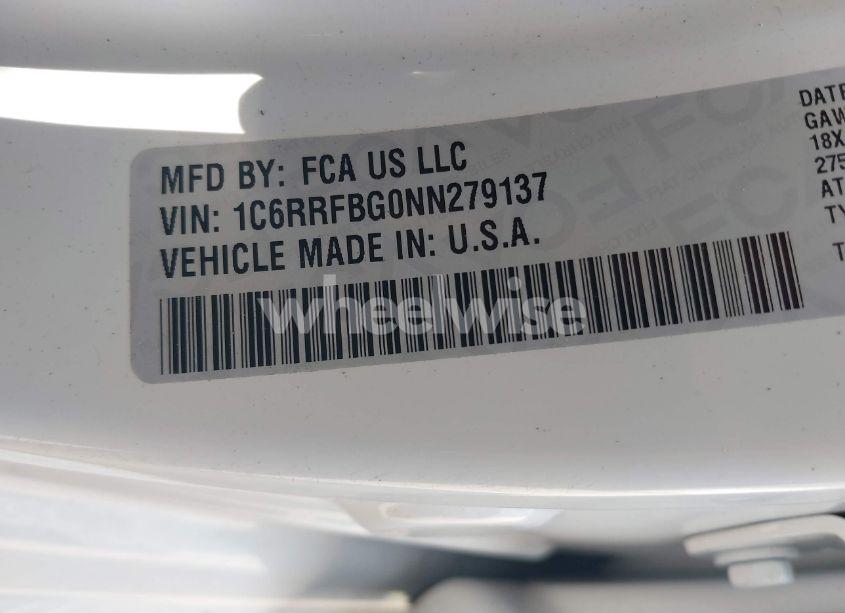 MFD BY: FCA US LLC
VIN: 1C6RRFBG0NN279137
VEHICLE MADE IN: U.S.A.
wheelwise
DATE
GAW
18X
275
AT
TY
T